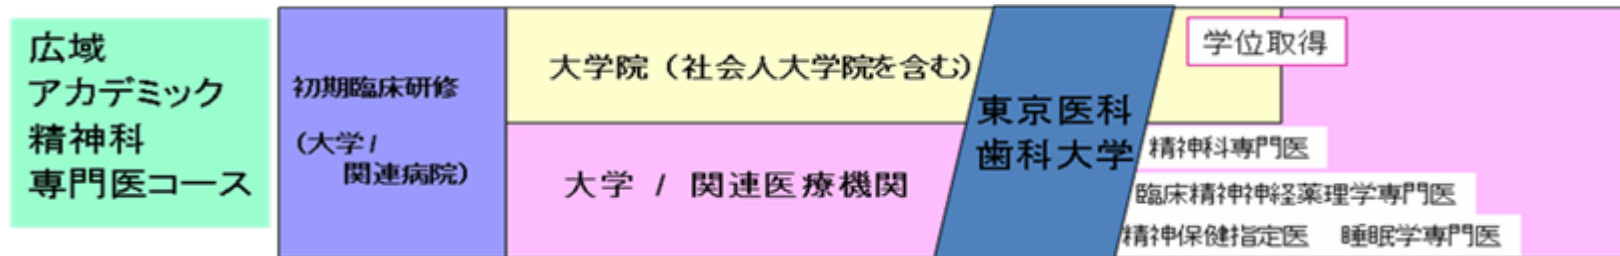 広域
アカデミック
精神科
専門医コース
初期臨床研修
（大学/
関連病院）
大学院（社会人大学院を含む）
大学 / 関連医療機関
東京医科
歯科大学
学位取得
精神科専門医
臨床精神神経薬理学専門医
精神保健指定医 睡眠学専門医